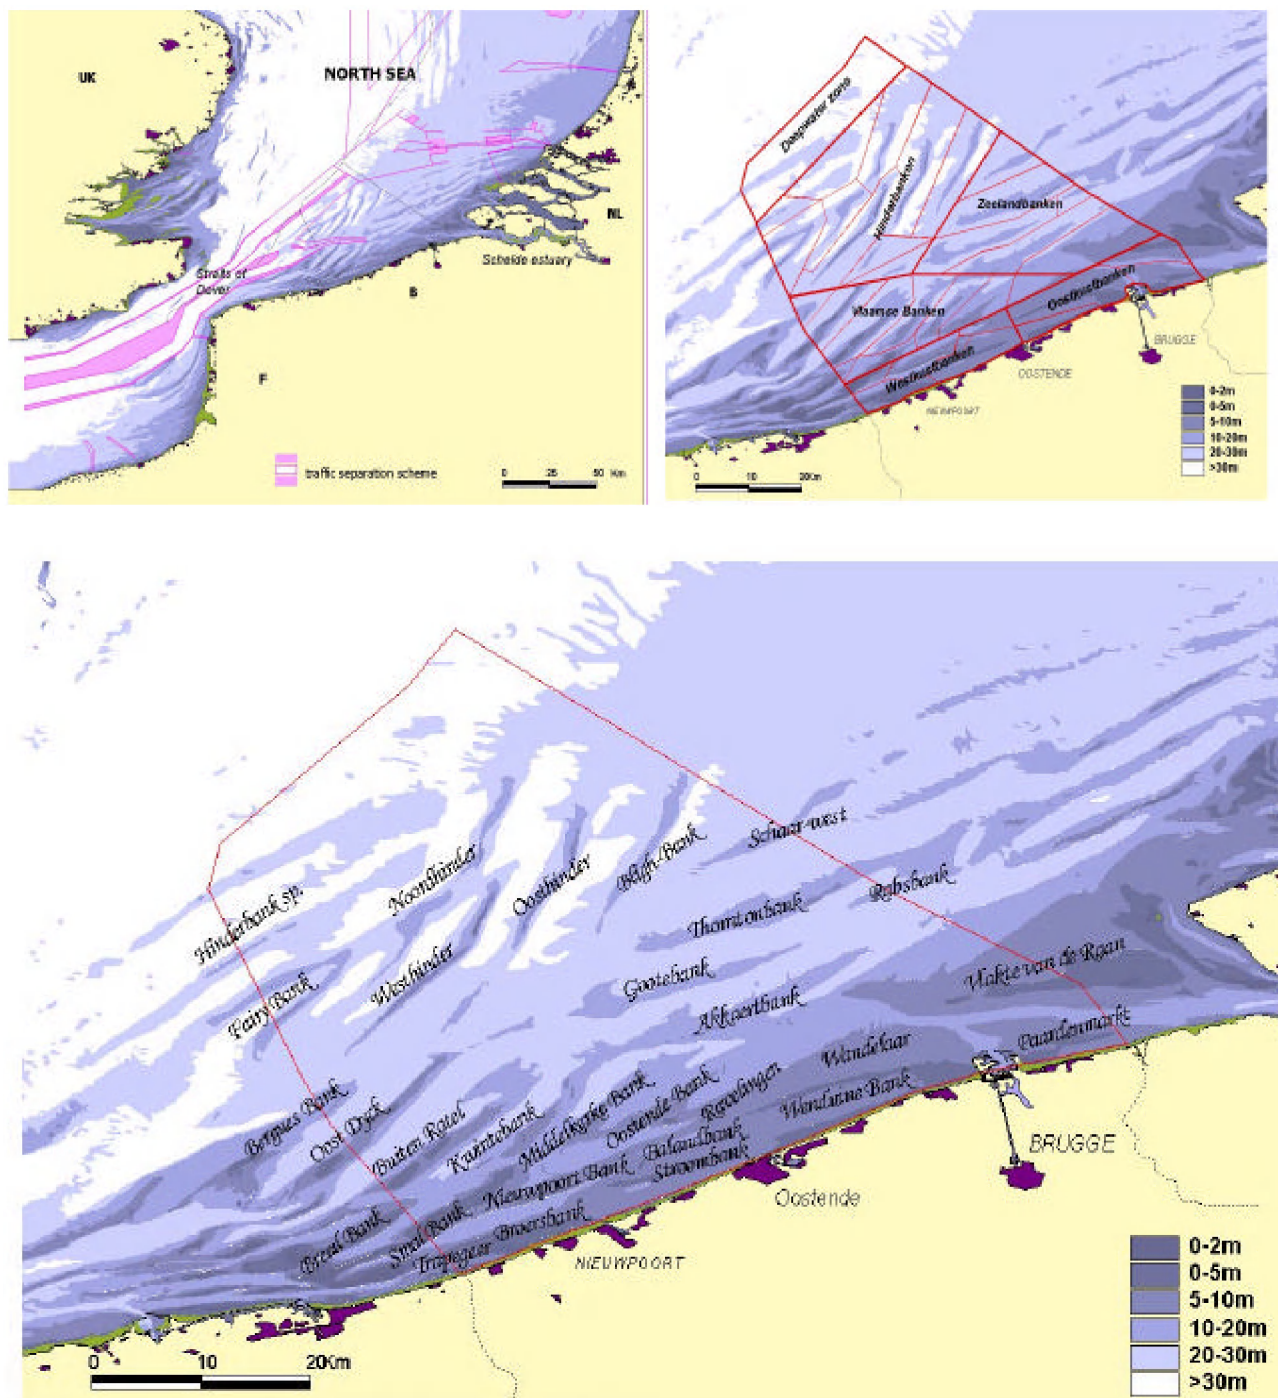 UK
NORTH SEA
NL
Straits of
Dover
Schelde estuary
B
F
traffic separation scheme
0 25 50 Km
Deepwater zone
Hinderbanken
Zeelandbanken
Vlaamse Banken
Oostkustbanken
Westkustbanken
BRUGGE
OOSTENDE
NIEUWPOORT
0-2m
0-5m
5-10m
10-20m
20-30m
>30m
0 10 20Km
Schaar-west
Noordhinder
Oosthinder
Bligh-Bank
Rabsbank
Hinderbank sp.
Thorntonbank
Westhinder
Gootebank
Vlakte van de Raan
Fairy Bank
Akkaertbank
Paardenmarkt
Wandelaar
Bergues Bank
Oost Dyck
Buiten Ratel
Kwintebank
Middelkerke Bank
Oostende Bank
Ravelingen
Wenduine Bank
Balandbank
Stroombank
Nieuwpoort Bank
Breed Bank
Smal Bank
Broersbank
Trapegeer
BRUGGE
Oostende
NIEUWPOORT
0-2m
0-5m
5-10m
10-20m
20-30m
>30m
0 10 20Km